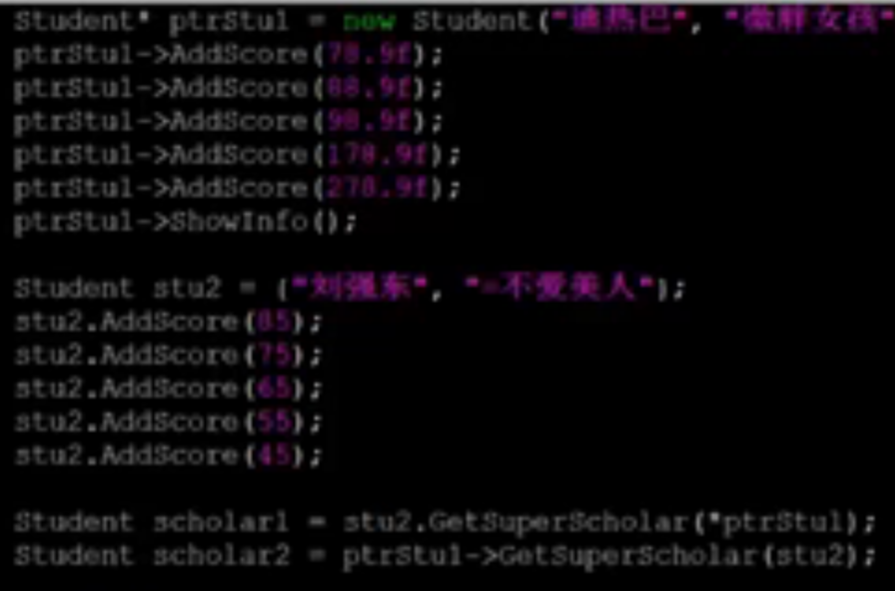 Student* ptrStu1 = new Student("迪热巴", "微胖女孩"
ptrStu1->AddScore(78.9f);
ptrStu1->AddScore(88.9f);
ptrStu1->AddScore(98.9f);
ptrStu1->AddScore(178.9f);
ptrStu1->AddScore(278.9f);
ptrStu1->ShowInfo();
Student stu2 = {"刘强东", "=不爱美人"};
stu2.AddScore(85);
stu2.AddScore(75);
stu2.AddScore(65);
stu2.AddScore(55);
stu2.AddScore(45);
Student scholar1 = stu2.GetSuperScholar(*ptrStu1);
Student scholar2 = ptrStu1->GetSuperScholar(stu2);